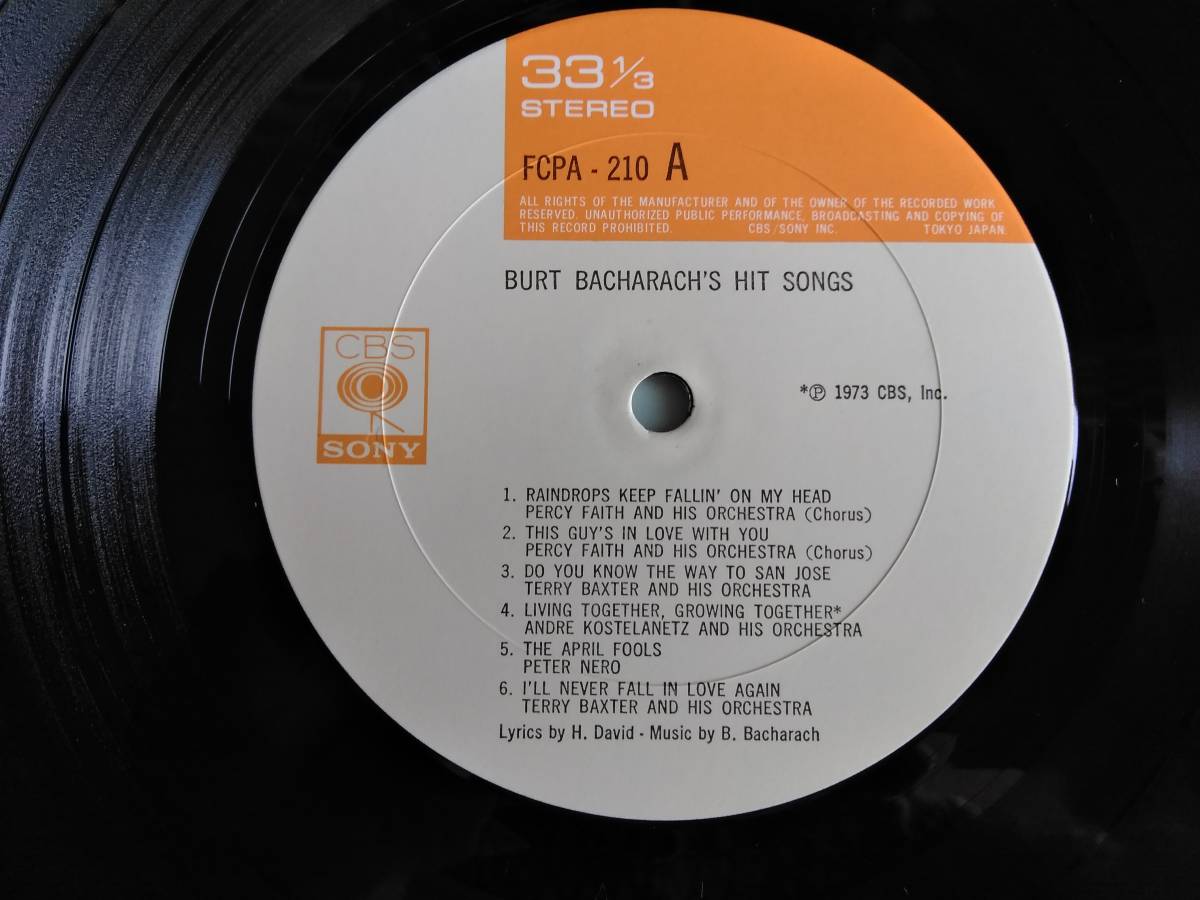 33 1/3
STEREO
FCPA - 210 A
ALL RIGHTS OF THE MANUFACTURER AND OF THE OWNER OF THE RECORDED WORK
RESERVED. UNAUTHORIZED PUBLIC PERFORMANCE, BROADCASTING AND COPYING OF
THIS RECORD PROHIBITED. CBS/SONY INC. TOKYO JAPAN.
BURT BACHARACH'S HIT SONGS
CBS
SONY
*℗ 1973 CBS, Inc.
1. RAINDROPS KEEP FALLIN' ON MY HEAD
PERCY FAITH AND HIS ORCHESTRA (Chorus)
2. THIS GUY'S IN LOVE WITH YOU
PERCY FAITH AND HIS ORCHESTRA (Chorus)
3. DO YOU KNOW THE WAY TO SAN JOSE
TERRY BAXTER AND HIS ORCHESTRA
4. LIVING TOGETHER, GROWING TOGETHER*
ANDRE KOSTELANETZ AND HIS ORCHESTRA
5. THE APRIL FOOLS
PETER NERO
6. I'LL NEVER FALL IN LOVE AGAIN
TERRY BAXTER AND HIS ORCHESTRA
Lyrics by H. David - Music by B. Bacharach